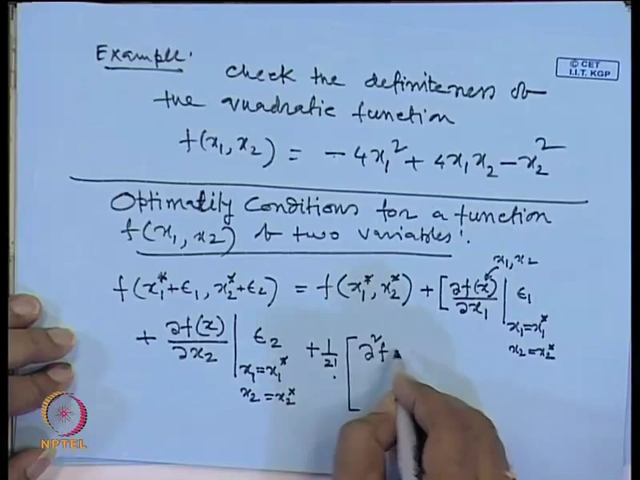 Example:
© CET
I.I.T. KGP
check the definiteness of
the quadratic function
f(x₁, x₂) = -4x₁² + 4x₁x₂ - x₂²
Optimality Conditions for a function
f(x₁, x₂) of two variables:
x₁, x₂
f(x₁*+ϵ₁, x₂*+ϵ₂) = f(x₁*, x₂*) + [∂f(x)/∂x₁ | ϵ₁
x₁=x₁*
x₂=x₂*
+ ∂f(x)/∂x₂ | ϵ₂ + 1/2! [∂²f
x₁=x₁*
x₂=x₂*
NPTEL